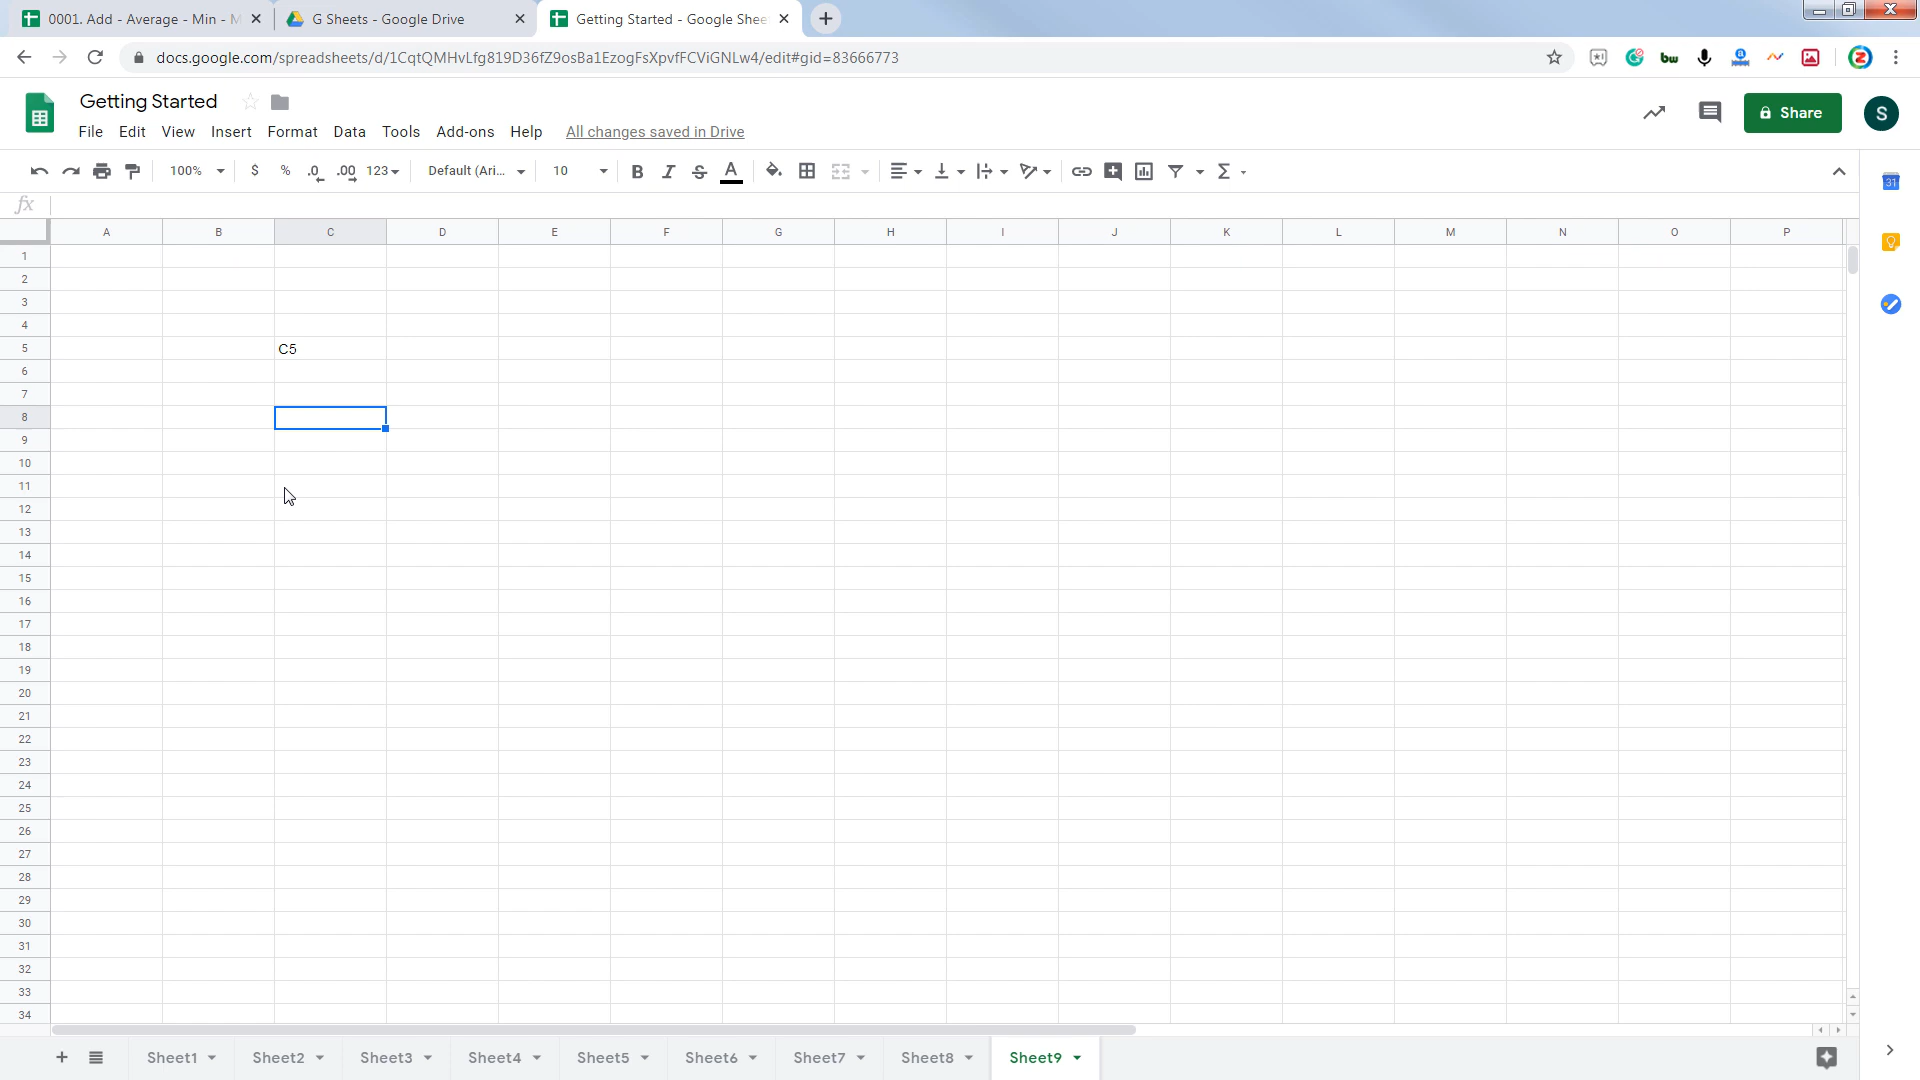 0001. Add - Average - Min - M
G Sheets - Google Drive
Getting Started - Google Shee
docs.google.com/spreadsheets/d/1CqtQMHvLfg819D36fZ9osBa1EzogFsXpvfFCViGNLw4/edit#gid=83666773
bw
a
Z
Getting Started
Share
S
File Edit View Insert Format Data Tools Add-ons Help All changes saved in Drive
100% $ % .0 .00 123 Default (Ari... 10 B I S A Σ
31
fx
A B C D E F G H I J K L M N O P
1
2
3
4
5 C5
6
7
8
9
10
11
12
13
14
15
16
17
18
19
20
21
22
23
24
25
26
27
28
29
30
31
32
33
34
Sheet1 Sheet2 Sheet3 Sheet4 Sheet5 Sheet6 Sheet7 Sheet8 Sheet9